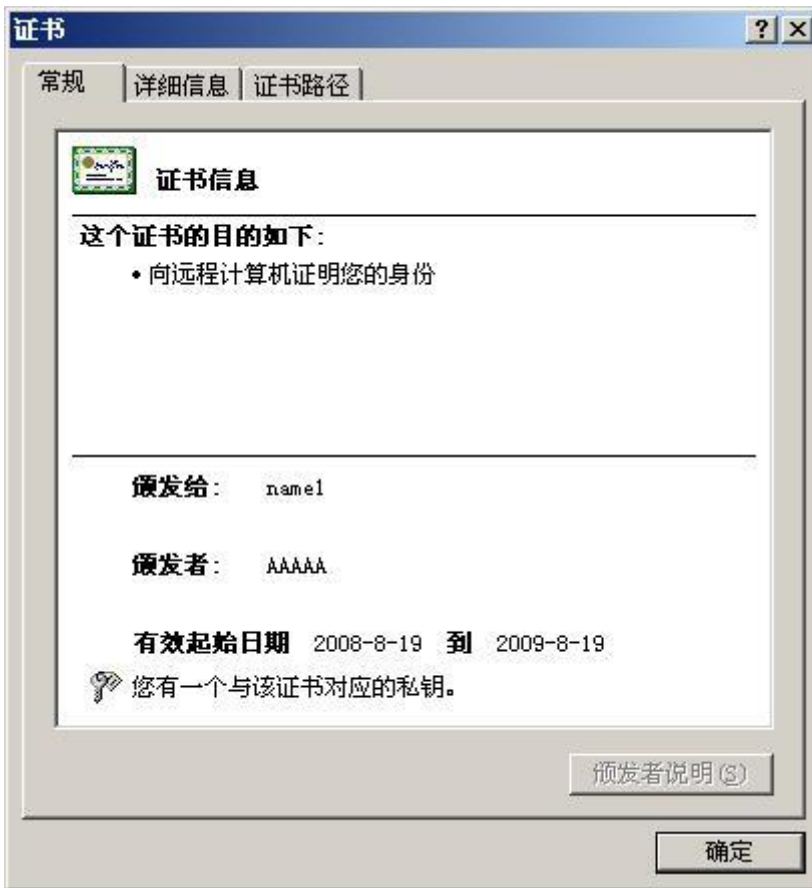 证书
常规 详细信息 证书路径
证书信息
这个证书的目的如下:
• 向远程计算机证明您的身份
颁发给: name1
颁发者: AAAAA
有效起始日期 2008-8-19 到 2009-8-19
您有一个与该证书对应的私钥。
颁发者说明(S)
确定